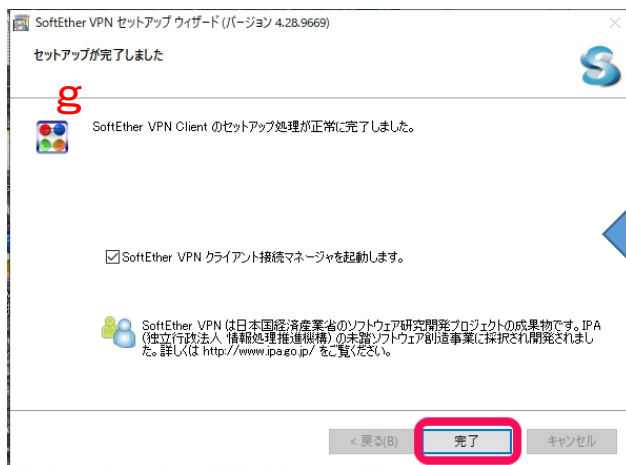 SoftEther VPN セットアップ ウィザード (バージョン 4.28.9669)
セットアップが完了しました
g
SoftEther VPN Client のセットアップ処理が正常に完了しました。
SoftEther VPN クライアント接続マネージャを起動します。
SoftEther VPN は日本国経済産業省のソフトウェア研究開発プロジェクトの成果物です。IPA
(独立行政法人 情報処理推進機構) の未踏ソフトウェア創造事業に採択され開発されまし
た。詳しくは http://www.ipa.go.jp/ をご覧ください。
< 戻る(B)
完了
キャンセル